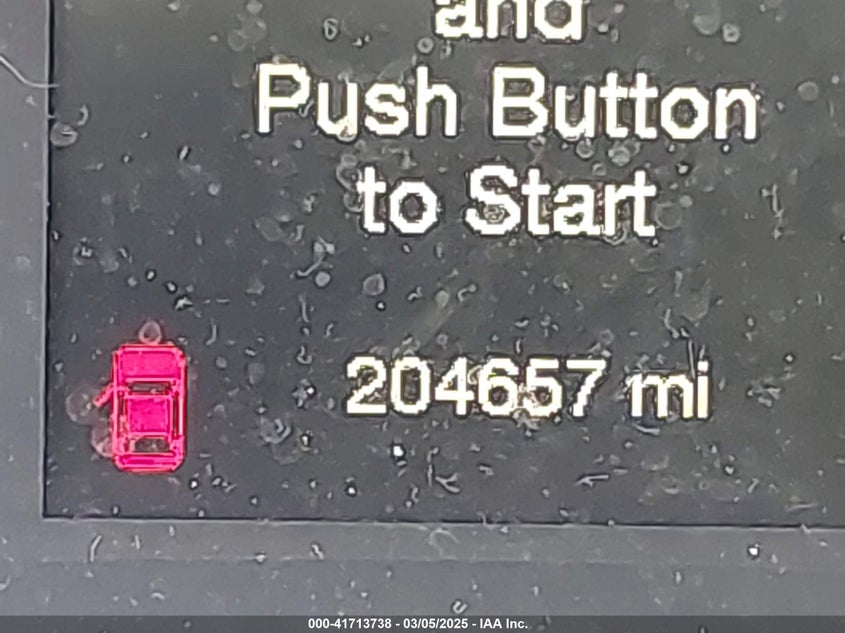 and
Push Button
to Start
204657 mi
000-41713738 - 03/05/2025 - IAA Inc.